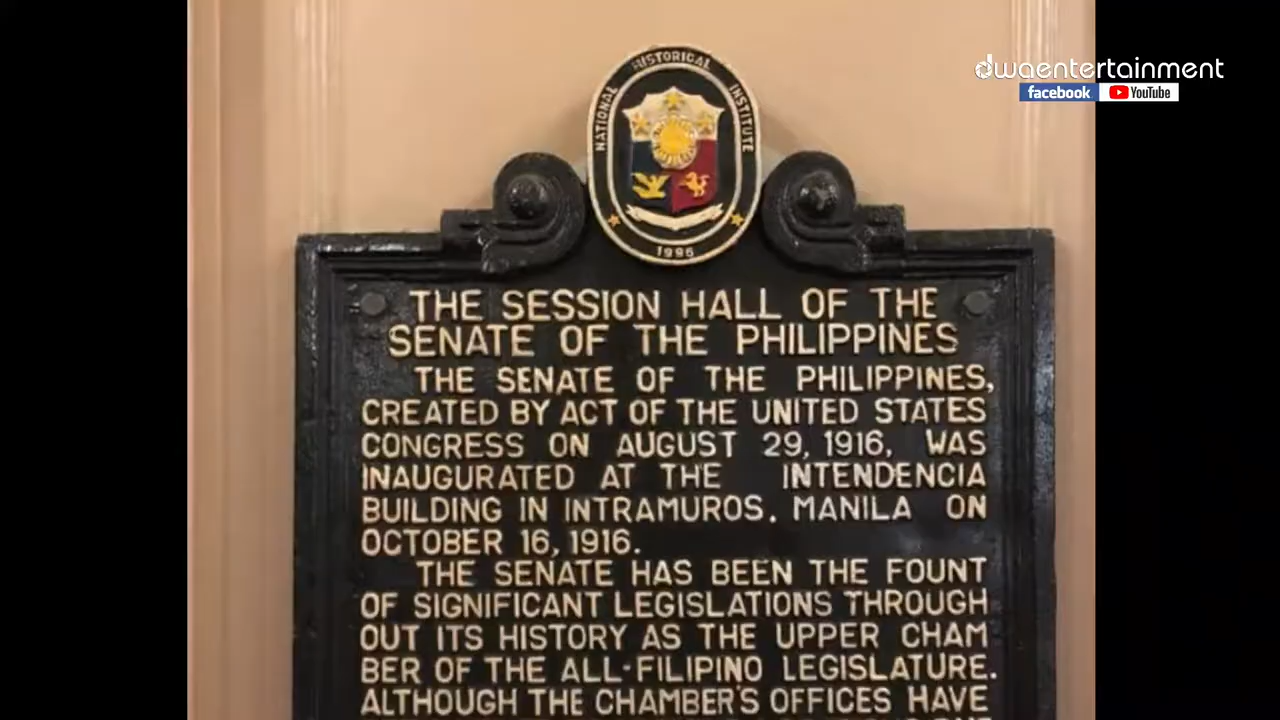 dwaentertainment
facebook YouTube
NATIONAL HISTORICAL INSTITUTE
1996
THE SESSION HALL OF THE
SENATE OF THE PHILIPPINES
THE SENATE OF THE PHILIPPINES,
CREATED BY ACT OF THE UNITED STATES
CONGRESS ON AUGUST 29, 1916, WAS
INAUGURATED AT THE INTENDENCIA
BUILDING IN INTRAMUROS. MANILA ON
OCTOBER 16, 1916.
THE SENATE HAS BEEN THE FOUNT
OF SIGNIFICANT LEGISLATIONS THROUGH
OUT ITS HISTORY AS THE UPPER CHAM
BER OF THE ALL-FILIPINO LEGISLATURE.
ALTHOUGH THE CHAMBER'S OFFICES HAVE